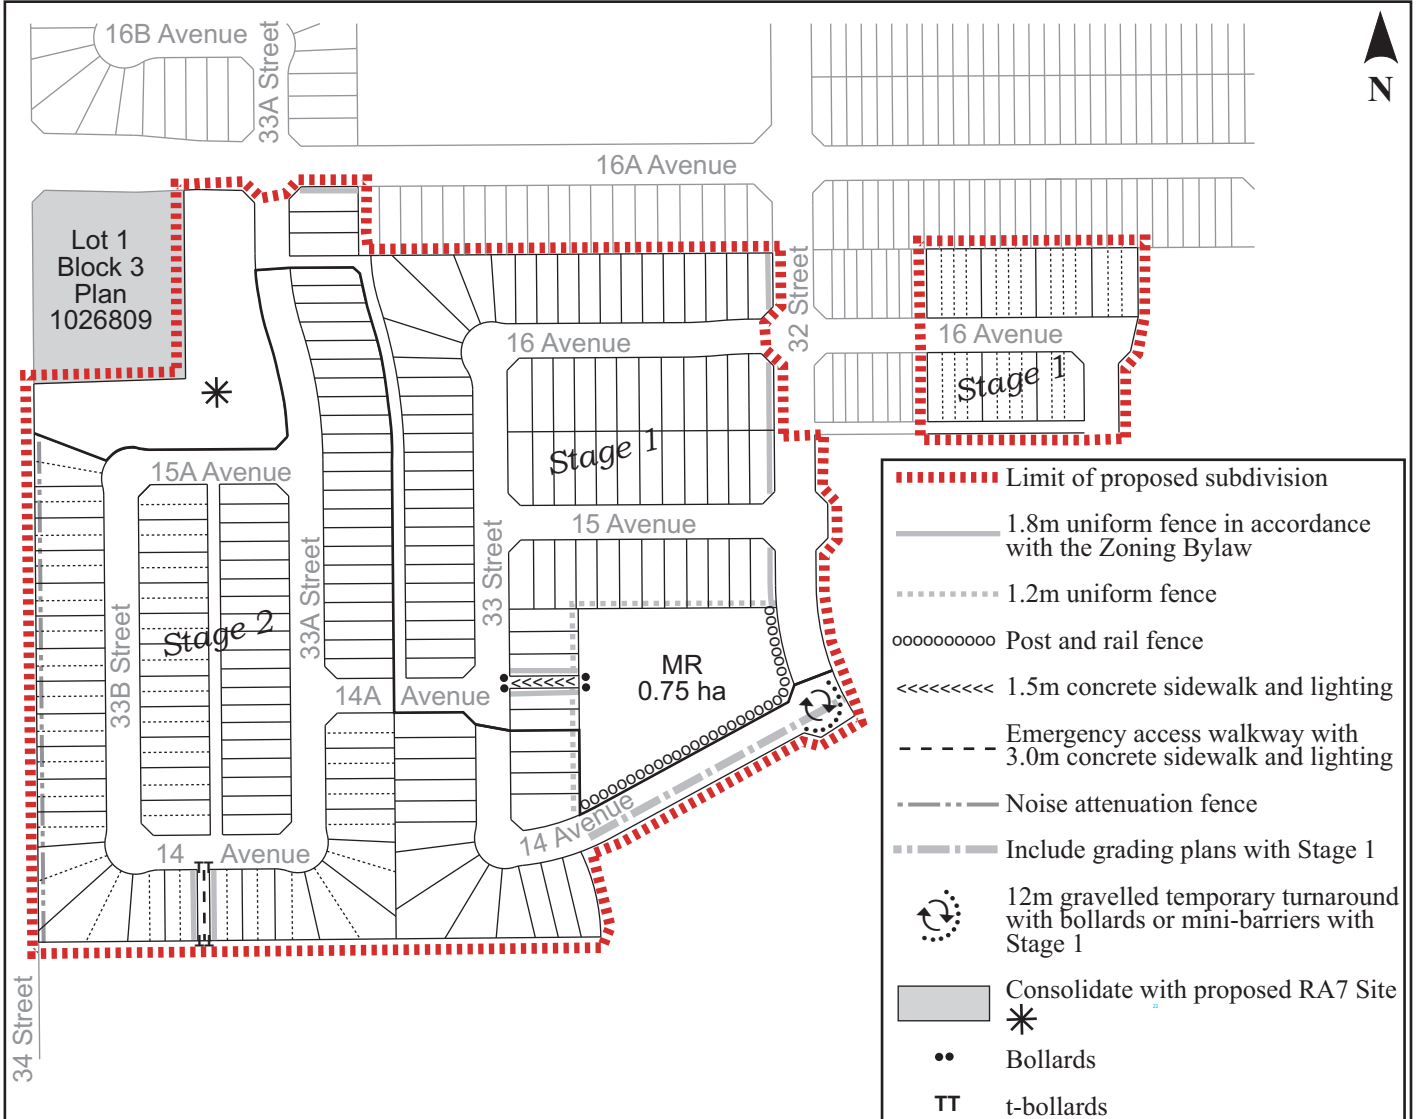 16B Avenue
33A Street
N
16A Avenue
Lot 1
Block 3
Plan
1026809
32 Street
16 Avenue
16 Avenue
Stage 1
Stage 1
15A Avenue
15 Avenue
33 Street
33A Street
33B Street
Stage 2
MR
0.75 ha
14A Avenue
14 Avenue
14 Avenue
34 Street
Limit of proposed subdivision
1.8m uniform fence in accordance
with the Zoning Bylaw
1.2m uniform fence
oooooooooo Post and rail fence
<<<<<<<<< 1.5m concrete sidewalk and lighting
Emergency access walkway with
3.0m concrete sidewalk and lighting
Noise attenuation fence
Include grading plans with Stage 1
12m gravelled temporary turnaround
with bollards or mini-barriers with
Stage 1
Consolidate with proposed RA7 Site
Bollards
TT t-bollards